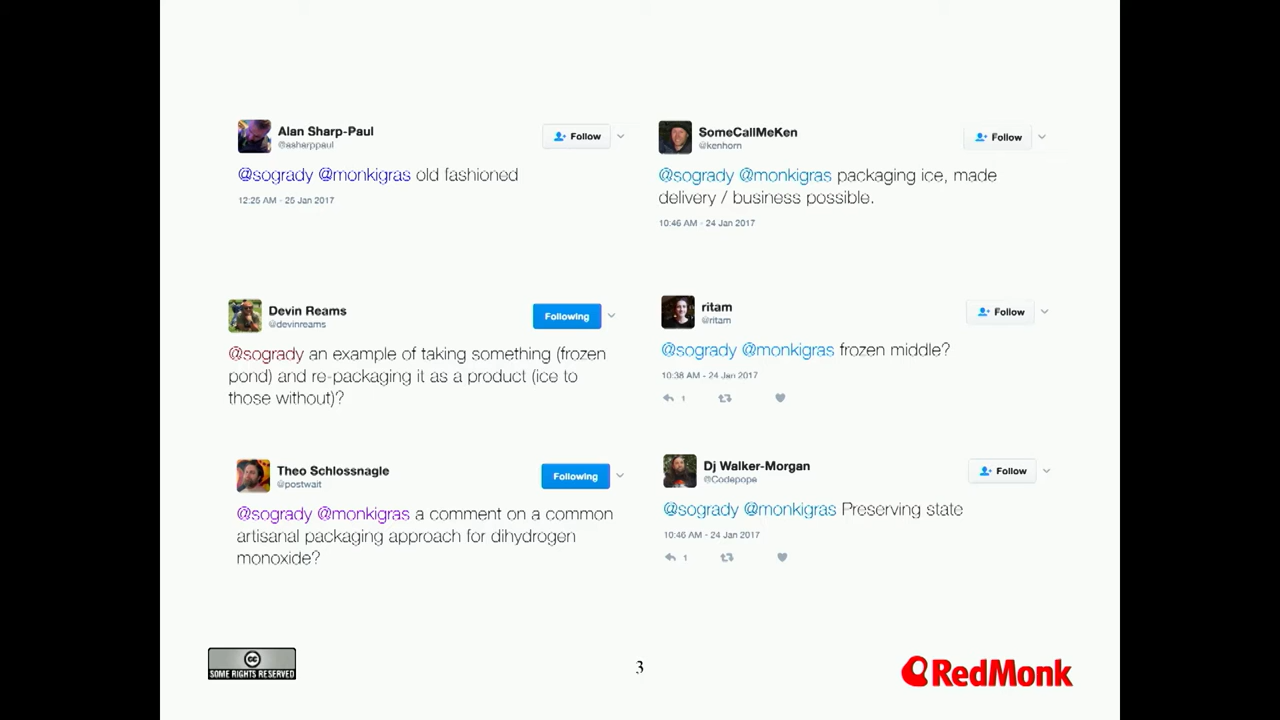 Alan Sharp-Paul
@asharppaul
Follow
@sogrady @monkigras old fashioned
12:25 AM - 25 Jan 2017
SomeCallMeKen
@kenhorn
Follow
@sogrady @monkigras packaging ice, made
delivery / business possible.
10:46 AM - 24 Jan 2017
Devin Reams
@devinreams
Following
@sogrady an example of taking something (frozen
pond) and re-packaging it as a product (ice to
those without)?
ritam
@ritam
Follow
@sogrady @monkigras frozen middle?
10:38 AM - 24 Jan 2017
1
Theo Schlossnagle
@postwait
Following
@sogrady @monkigras a comment on a common
artisanal packaging approach for dihydrogen
monoxide?
Dj Walker-Morgan
@Codepope
Follow
@sogrady @monkigras Preserving state
10:46 AM - 24 Jan 2017
1
cc
SOME RIGHTS RESERVED
3
RedMonk